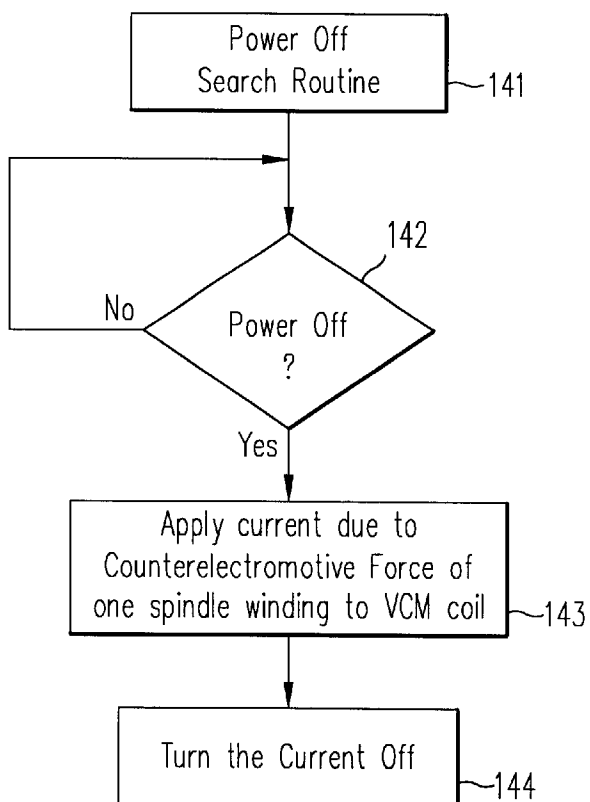 Power Off
Search Routine
141
142
No
Power Off
?
Yes
Apply current due to
Counterelectromotive Force of
one spindle winding to VCM coil
143
Turn the Current Off
144